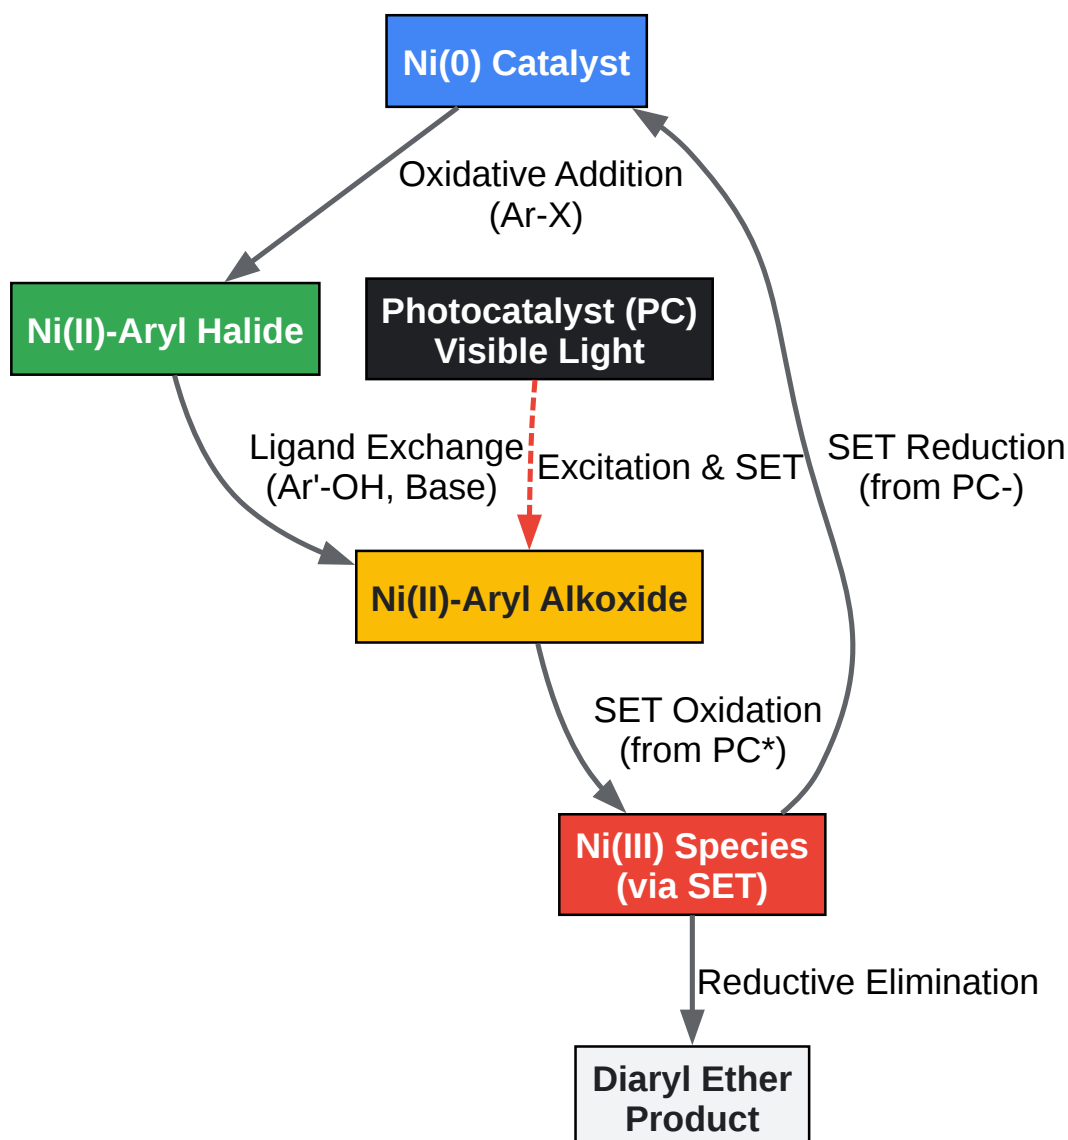 Ni(0) Catalyst
Oxidative Addition
(Ar-X)
Ni(II)-Aryl Halide
Photocatalyst (PC)
Visible Light
Ligand Exchange
(Ar'-OH, Base)
Excitation & SET
SET Reduction
(from PC-)
Ni(II)-Aryl Alkoxide
SET Oxidation
(from PC*)
Ni(III) Species
(via SET)
Reductive Elimination
Diaryl Ether
Product